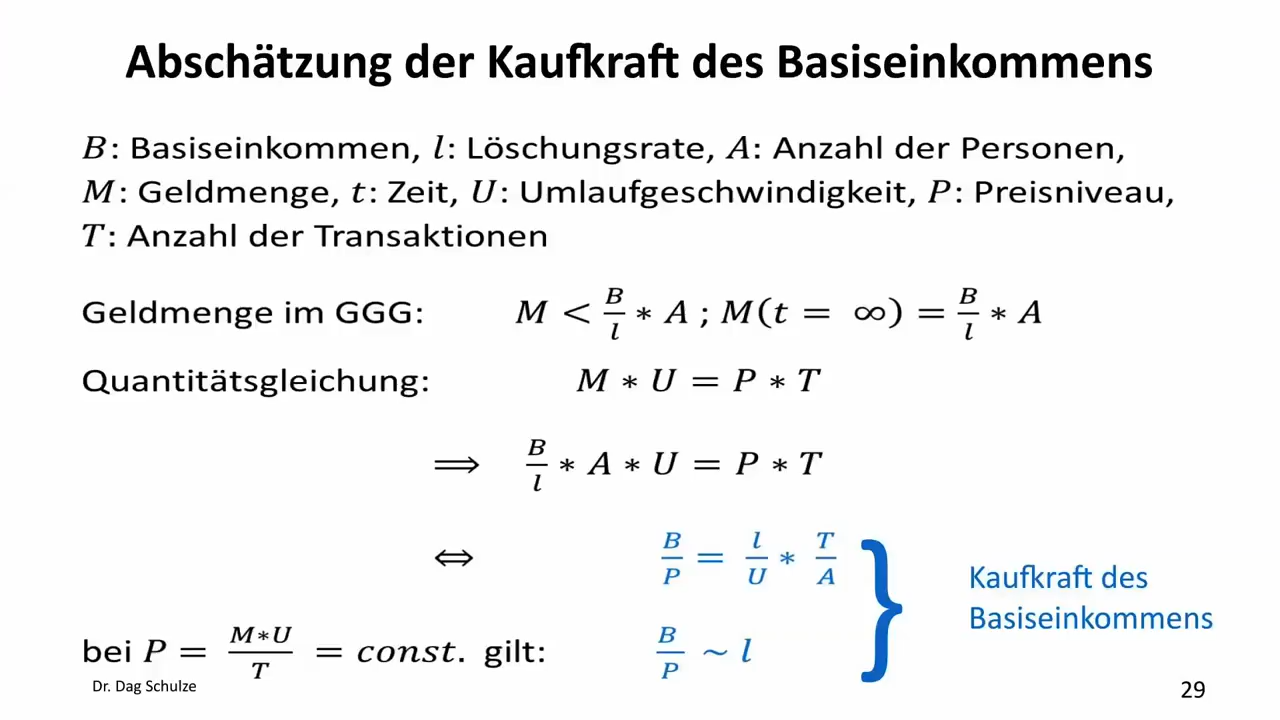 Abschätzung der Kaufkraft des Basiseinkommens
B: Basiseinkommen, l: Löschungsrate, A: Anzahl der Personen,
M: Geldmenge, t: Zeit, U: Umlaufgeschwindigkeit, P: Preisniveau,
T: Anzahl der Transaktionen
Geldmenge im GGG: M < B/l * A ; M(t = ∞) = B/l * A
Quantitätsgleichung: M * U = P * T
⟹ B/l * A * U = P * T
⇔ B/P = l/U * T/A
Kaufkraft des
Basiseinkommens
bei P = M*U/T = const. gilt: B/P ~ l
Dr. Dag Schulze
29